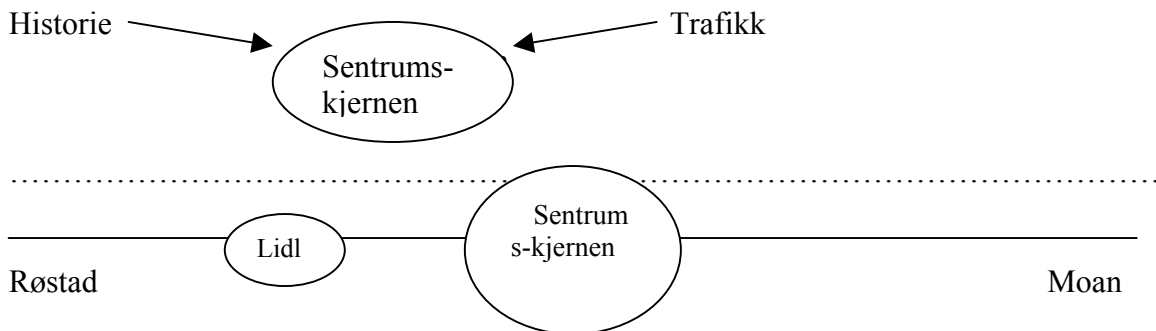 Historie Trafikk
Sentrums-
kjernen
Sentrum
s-kjernen
Lidl
Røstad Moan